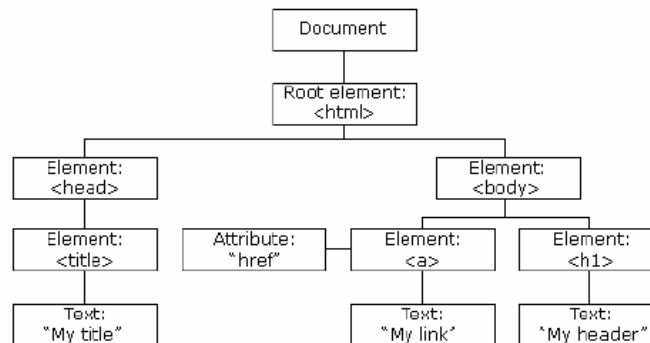 Document
Root element:
<html>
Element:
<head>
Element:
<body>
Element:
<title>
Attribute:
"href"
Element:
<a>
Element:
<h1>
Text:
"My title"
Text:
"My link"
Text:
"My header"